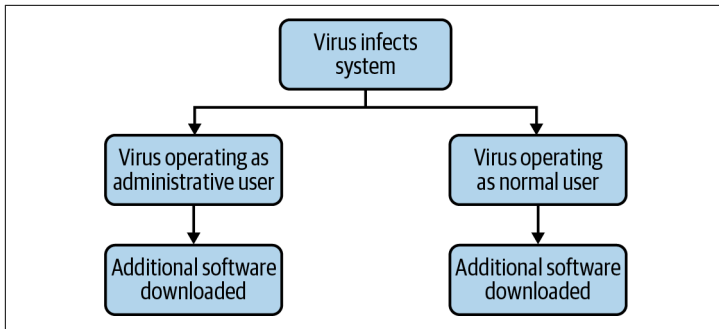 Virus infects
system
Virus operating as
administrative user
Virus operating
as normal user
Additional software
downloaded
Additional software
downloaded